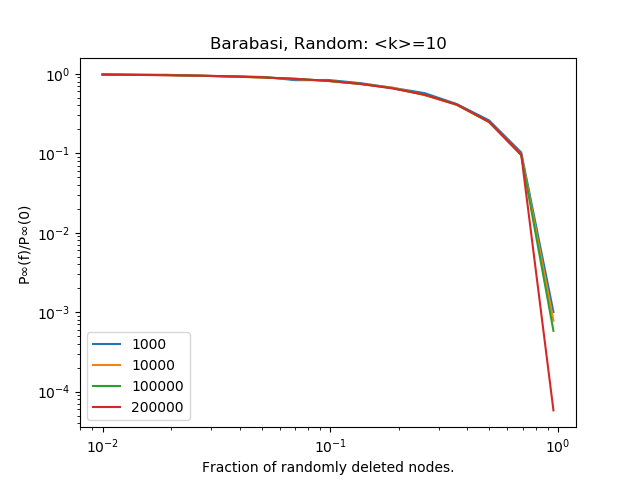 Barabasi, Random: <k>=10
P∞(f)/P∞(0)
10⁰
10⁻¹
10⁻²
10⁻³
10⁻⁴
1000
10000
100000
200000
10⁻² 10⁻¹ 10⁰
Fraction of randomly deleted nodes.